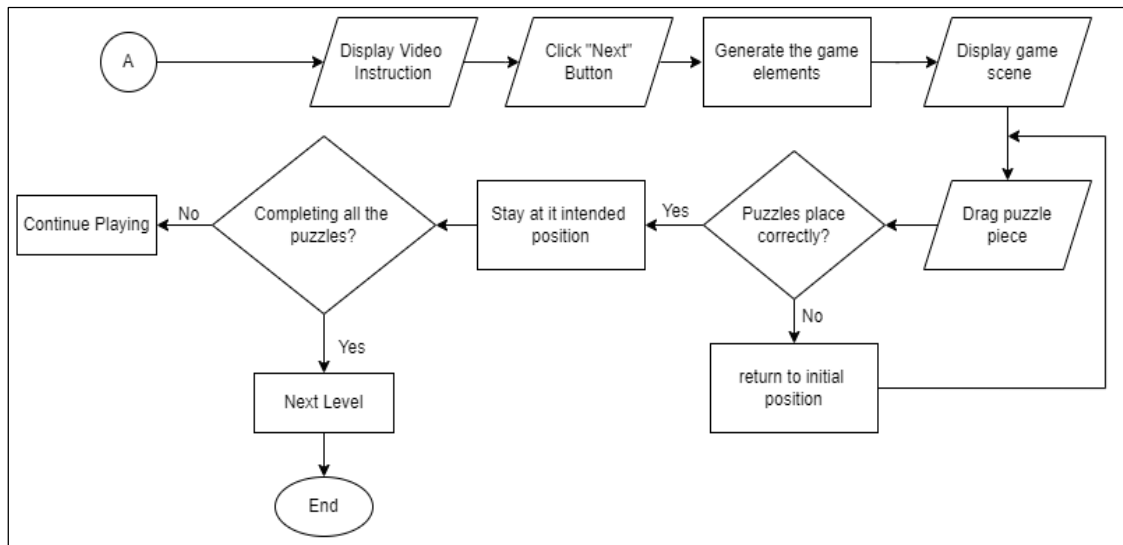 A
Display Video
Instruction
Click "Next"
Button
Generate the game
elements
Display game
scene
Drag puzzle
piece
Puzzles place
correctly?
Yes
No
return to initial
position
Stay at it intended
position
Completing all the
puzzles?
No
Continue Playing
Yes
Next Level
End